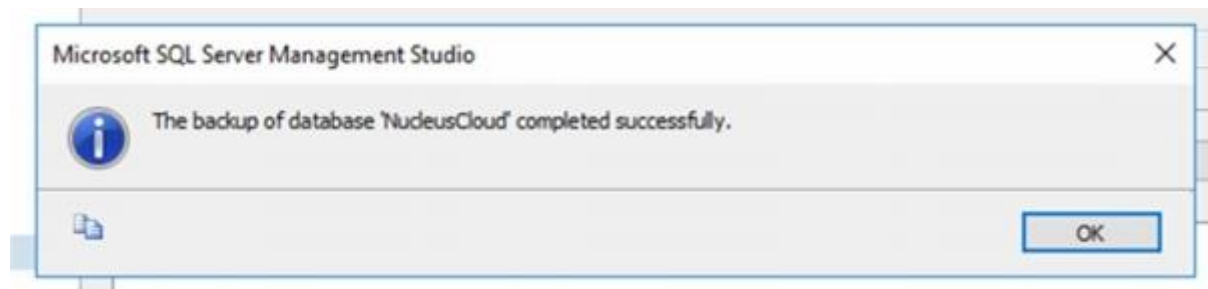 Microsoft SQL Server Management Studio
The backup of database 'NucleusCloud' completed successfully.
OK